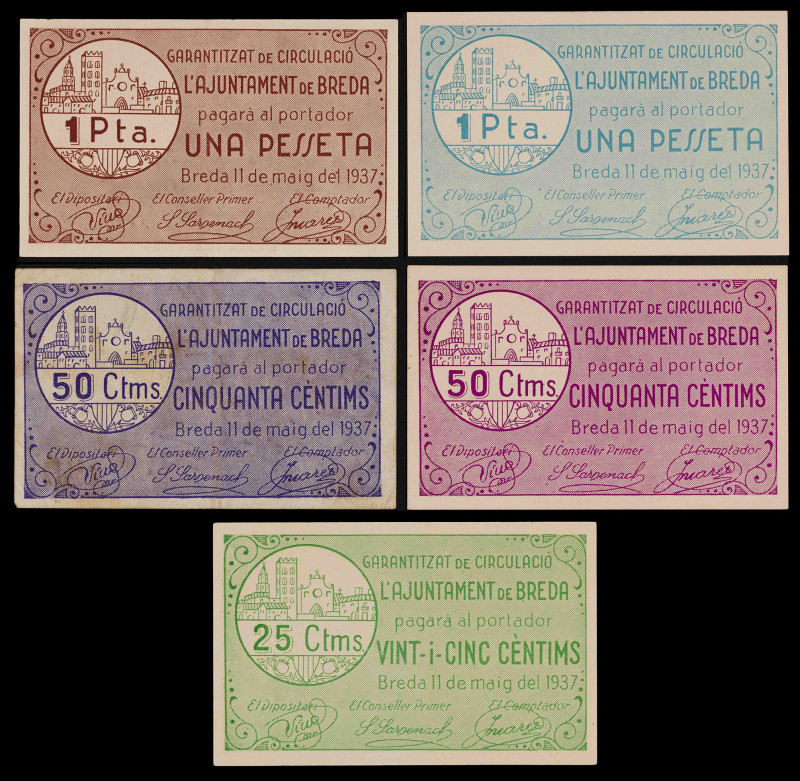 GARANTITZAT DE CIRCULACIÓ
L'AJUNTAMENT DE BREDA
pagarà al portador
1 Pta.
UNA PESSETA
Breda 11 de maig del 1937
El Dipositari El Conseller Primer El Comptador
GARANTITZAT DE CIRCULACIÓ
L'AJUNTAMENT DE BREDA
pagarà al portador
1 Pta.
UNA PESSETA
Breda 11 de maig del 1937
El Dipositari El Conseller Primer El Comptador
GARANTITZAT DE CIRCULACIÓ
L'AJUNTAMENT DE BREDA
pagarà al portador
50 Ctms.
CINQUANTA CÈNTIMS
Breda 11 de maig del 1937
El Dipositari El Conseller Primer El Comptador
GARANTITZAT DE CIRCULACIÓ
L'AJUNTAMENT DE BREDA
pagarà al portador
50 Ctms.
CINQUANTA CÈNTIMS
Breda 11 de maig del 1937
El Dipositari El Conseller Primer El Comptador
GARANTITZAT DE CIRCULACIÓ
L'AJUNTAMENT DE BREDA
pagarà al portador
25 Ctms.
VINT-i-CINC CÈNTIMS
Breda 11 de maig del 1937
El Dipositari El Conseller Primer El Comptador